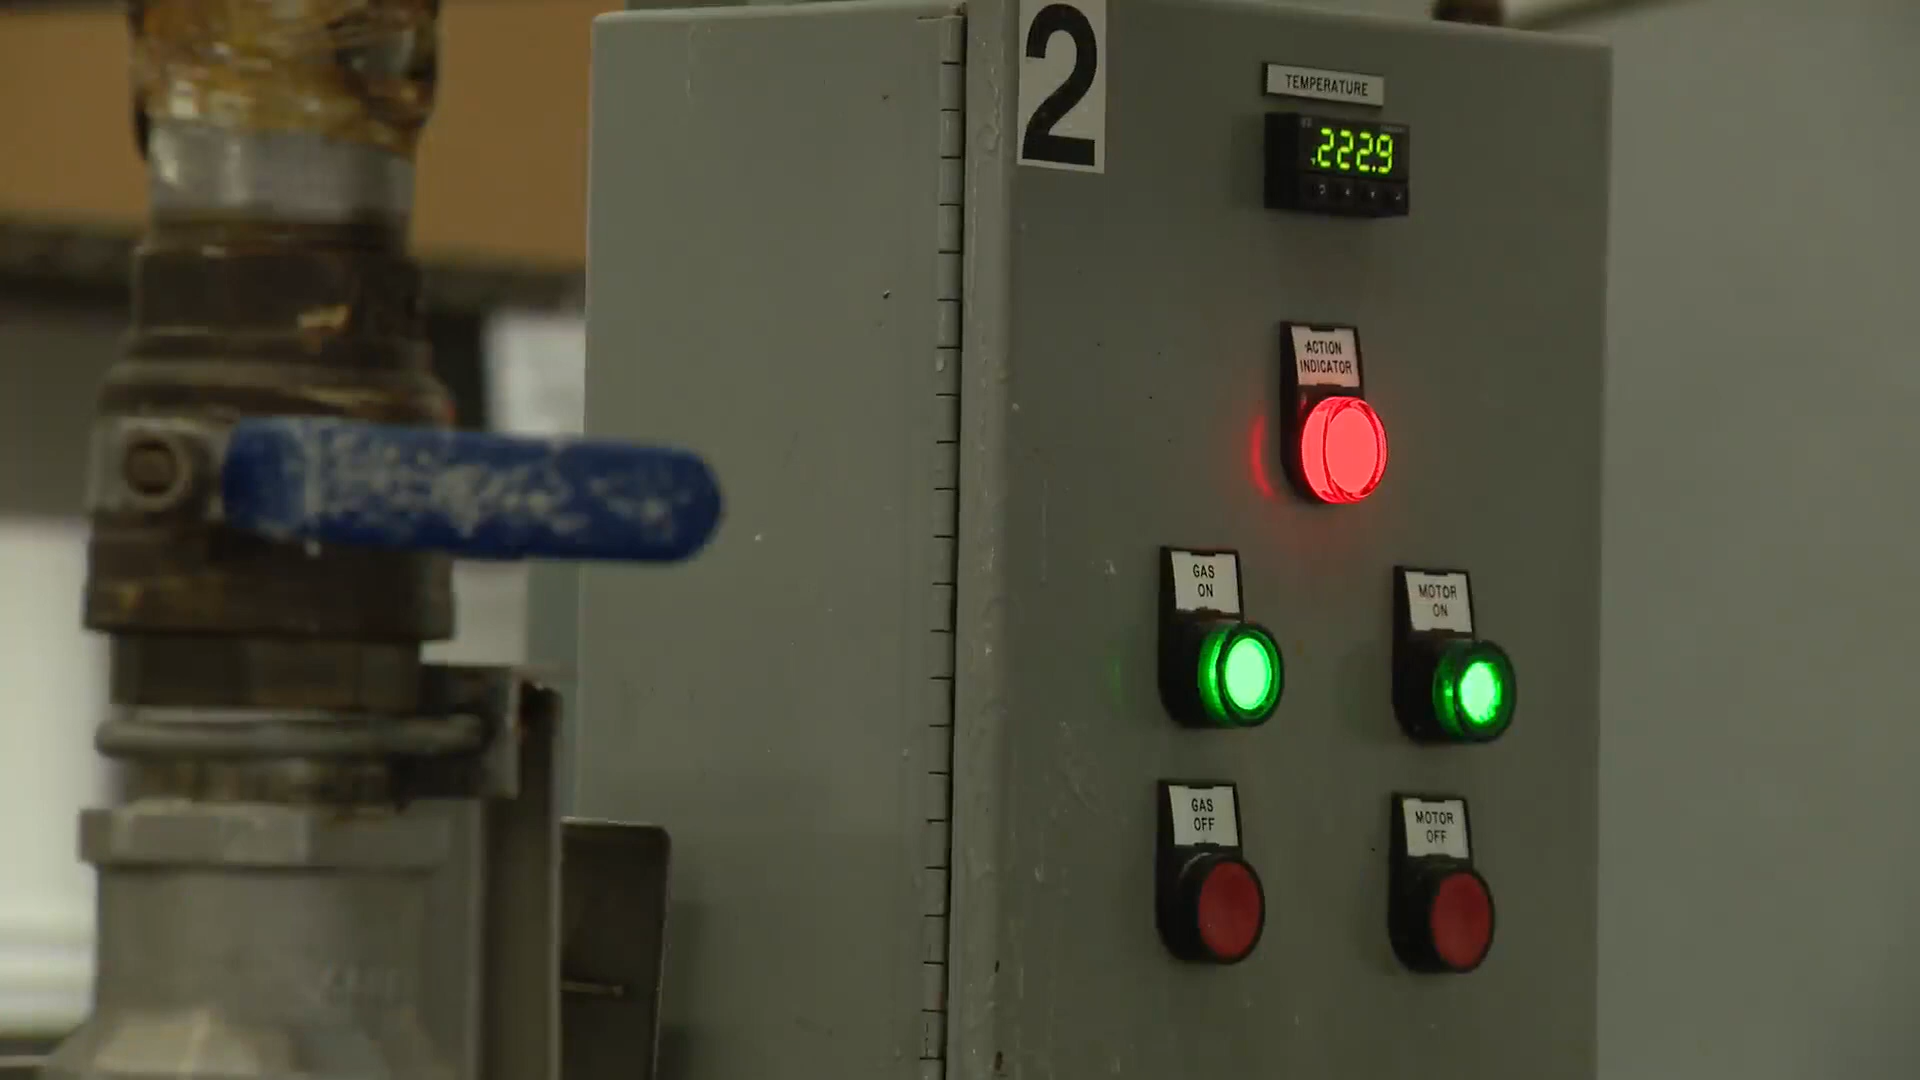 2
TEMPERATURE
222.9
ACTION
INDICATOR
GAS
ON
MOTOR
ON
GAS
OFF
MOTOR
OFF